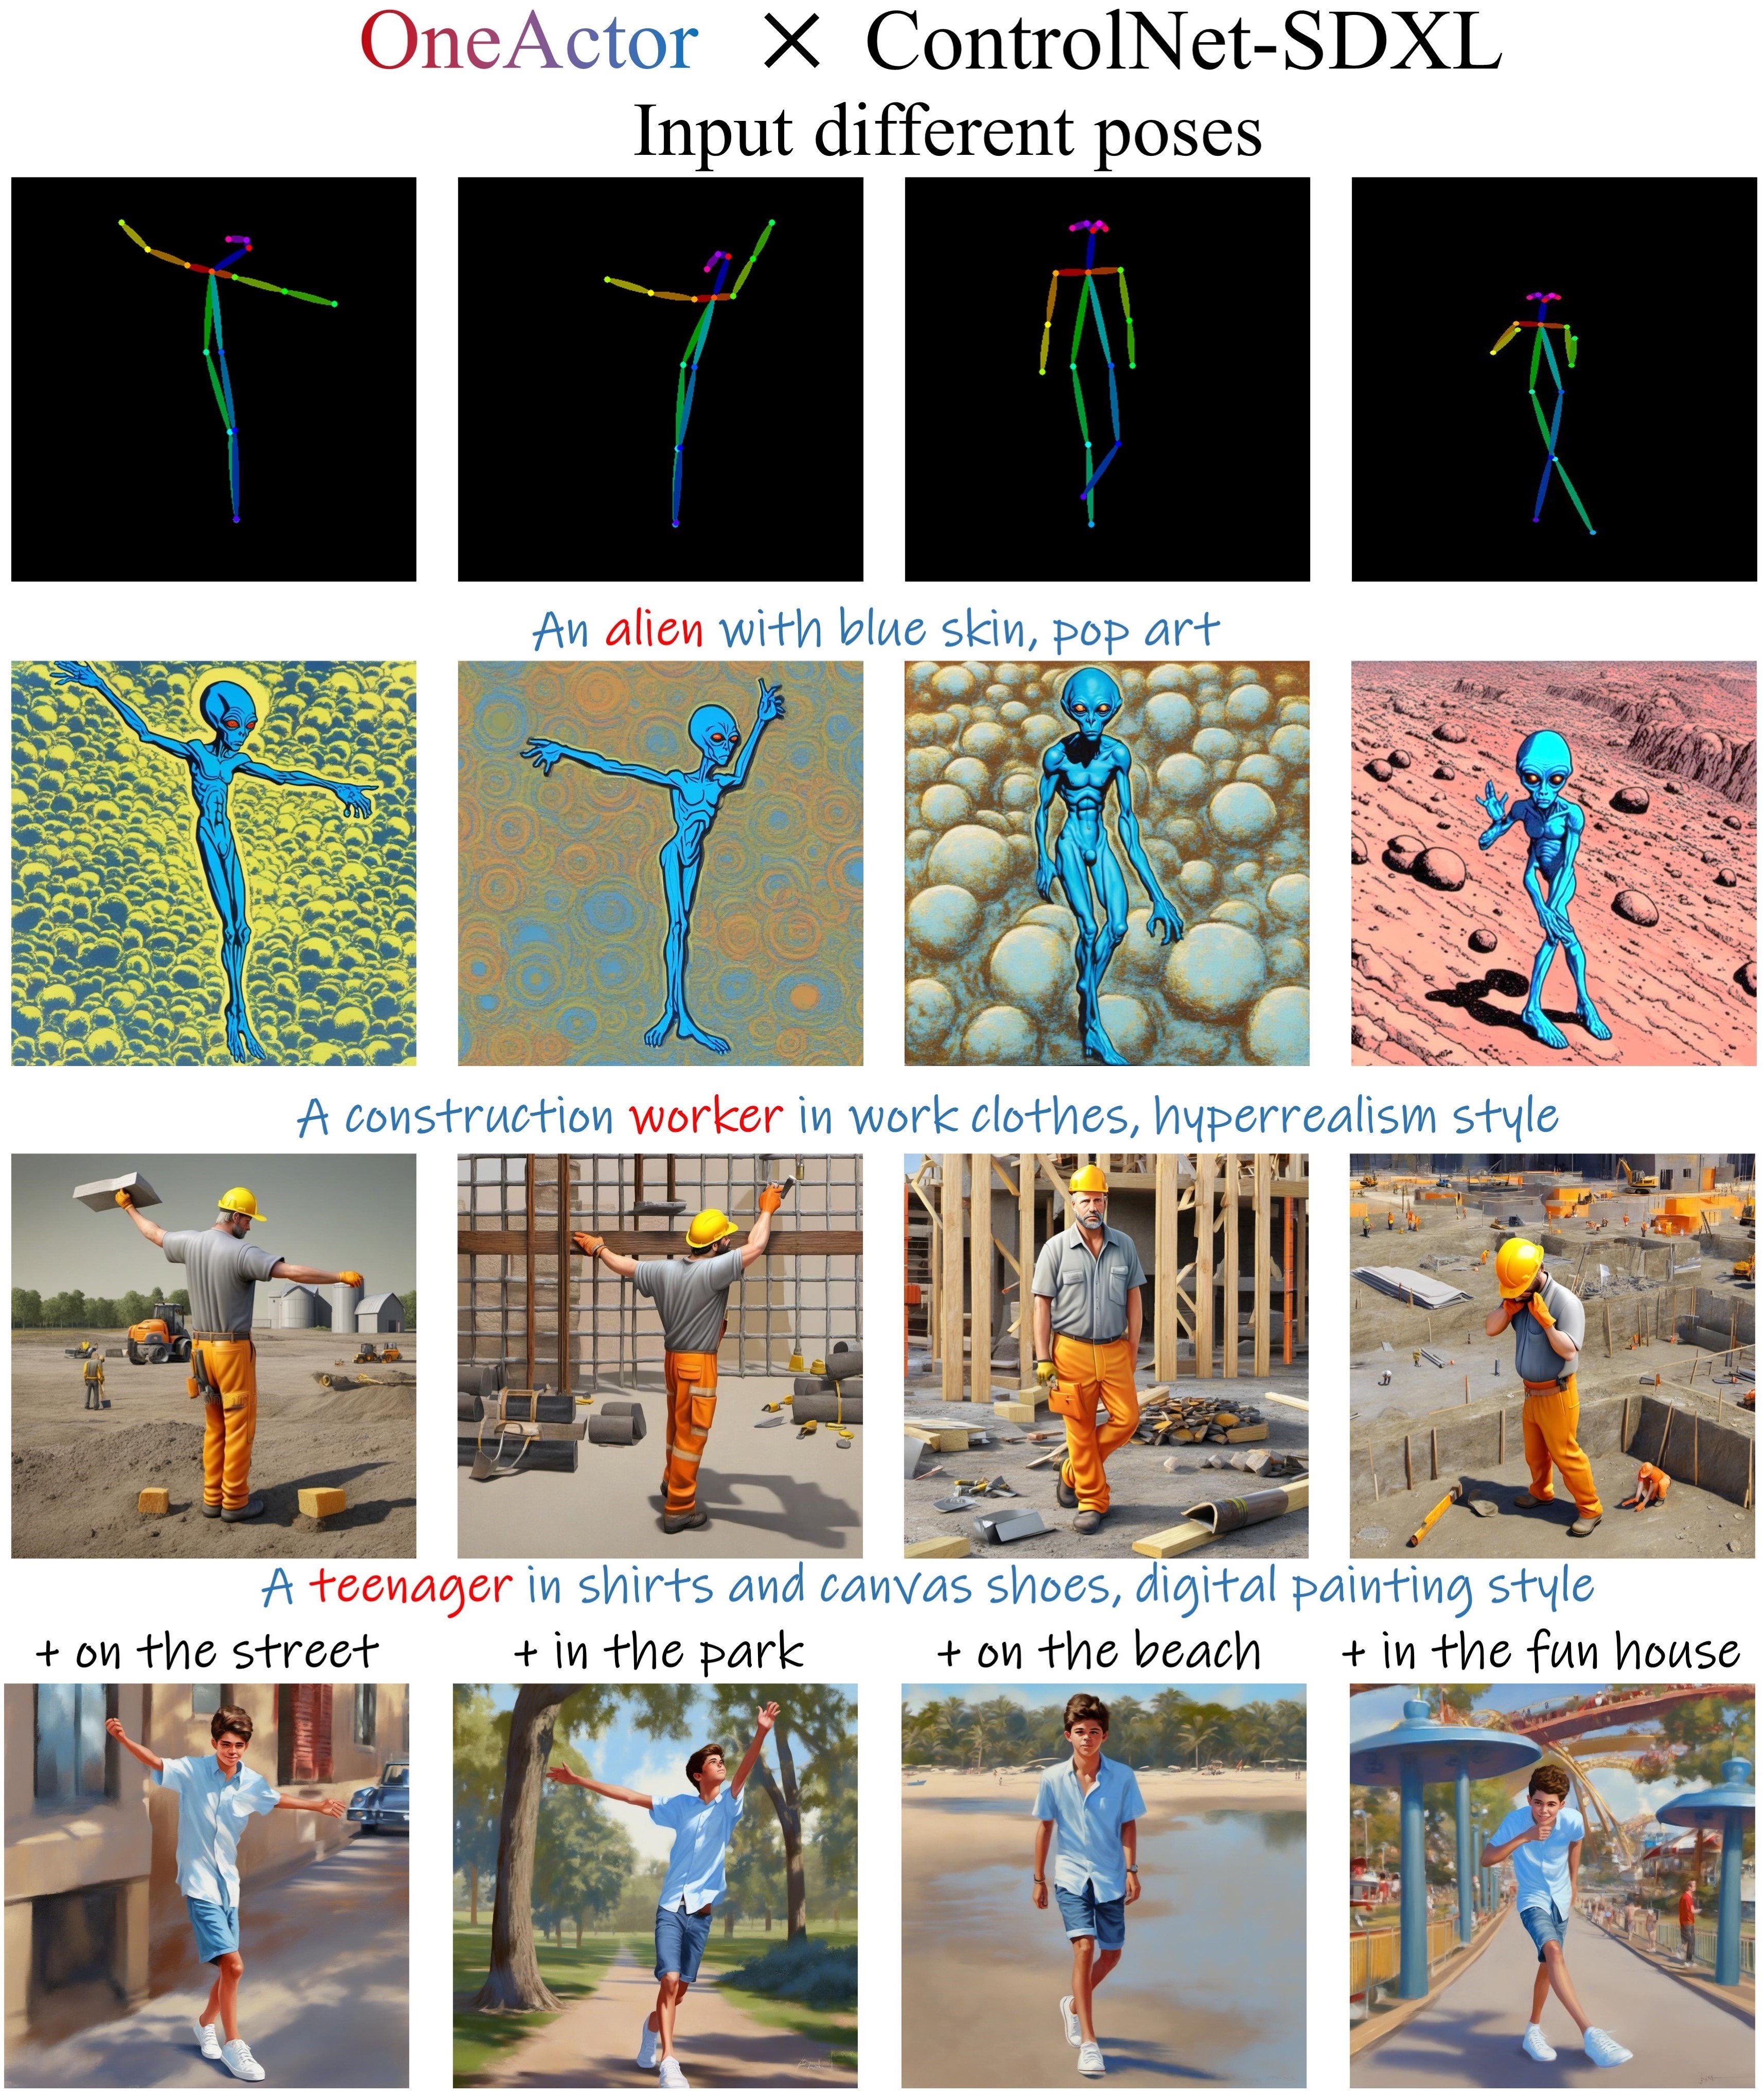 OneActor × ControlNet-SDXL
Input different poses
An alien with blue skin, pop art
A construction worker in work clothes, hyperrealism style
A teenager in shirts and canvas shoes, digital painting style
+ on the street
+ in the park
+ on the beach
+ in the fun house